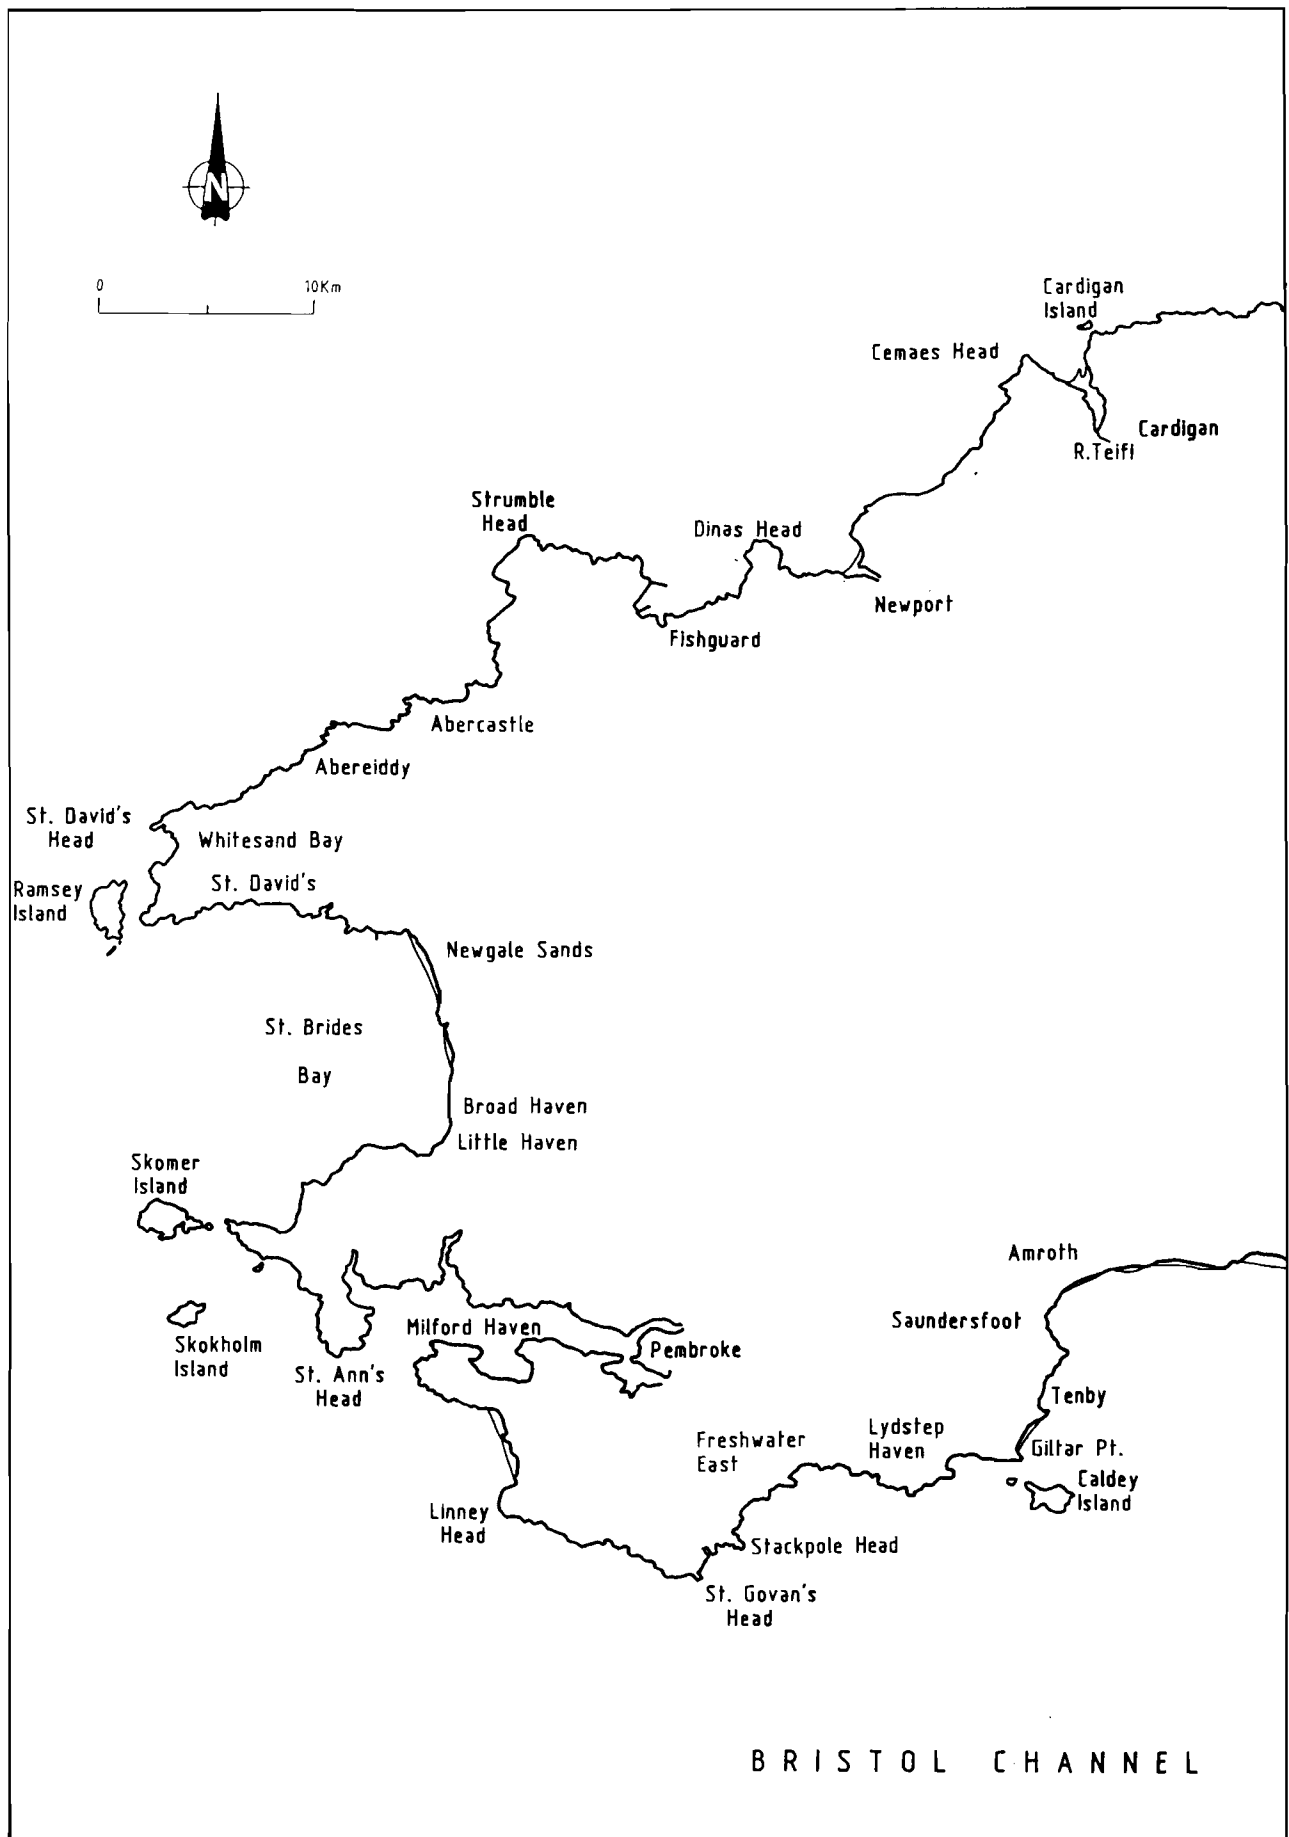 N
0 10Km
Cardigan
Island
Cemaes Head
Cardigan
R.Teifi
Strumble
Head
Dinas Head
Newport
Fishguard
Abercastle
Abereiddy
St. David's
Head
Whitesand Bay
St. David's
Ramsey
Island
Newgale Sands
St. Brides
Bay
Broad Haven
Little Haven
Skomer
Island
Amroth
Saundersfoot
Milford Haven
Skokholm
Island
Pembroke
St. Ann's
Head
Tenby
Lydstep
Haven
Freshwater
East
Giltar Pt.
Caldey
Island
Linney
Head
Stackpole Head
St. Govan's
Head
BRISTOL CHANNEL